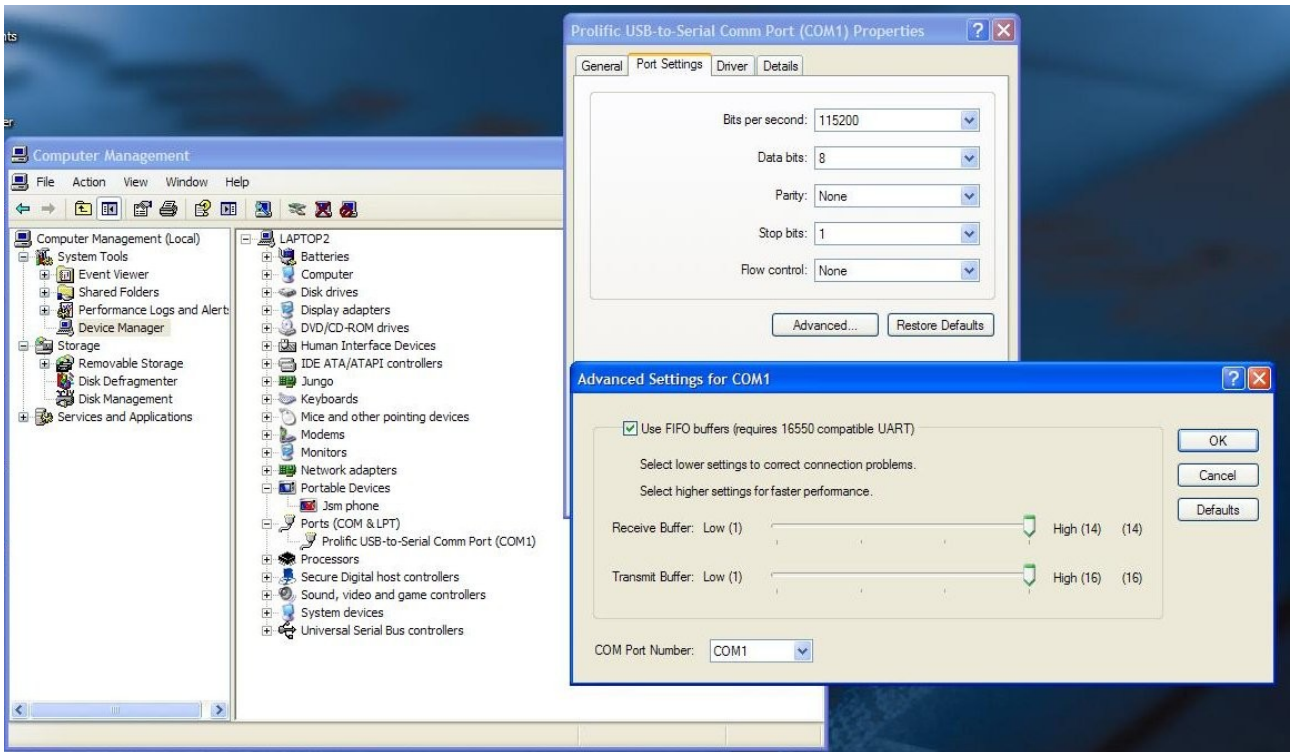 nts
er
Prolific USB-to-Serial Comm Port (COM1) Properties
General Port Settings Driver Details
Bits per second: 115200
Data bits: 8
Parity: None
Stop bits: 1
Flow control: None
Advanced... Restore Defaults
Computer Management
File Action View Window Help
Computer Management (Local)
System Tools
Event Viewer
Shared Folders
Performance Logs and Alerts
Device Manager
Storage
Removable Storage
Disk Defragmenter
Disk Management
Services and Applications
LAPTOP2
Batteries
Computer
Disk drives
Display adapters
DVD/CD-ROM drives
Human Interface Devices
IDE ATA/ATAPI controllers
Jungo
Keyboards
Mice and other pointing devices
Modems
Monitors
Network adapters
Portable Devices
Jsm phone
Ports (COM & LPT)
Prolific USB-to-Serial Comm Port (COM1)
Processors
Secure Digital host controllers
Sound, video and game controllers
System devices
Universal Serial Bus controllers
Advanced Settings for COM1
Use FIFO buffers (requires 16550 compatible UART)
Select lower settings to correct connection problems.
Select higher settings for faster performance.
Receive Buffer: Low (1) High (14) (14)
Transmit Buffer: Low (1) High (16) (16)
COM Port Number: COM1
OK
Cancel
Defaults